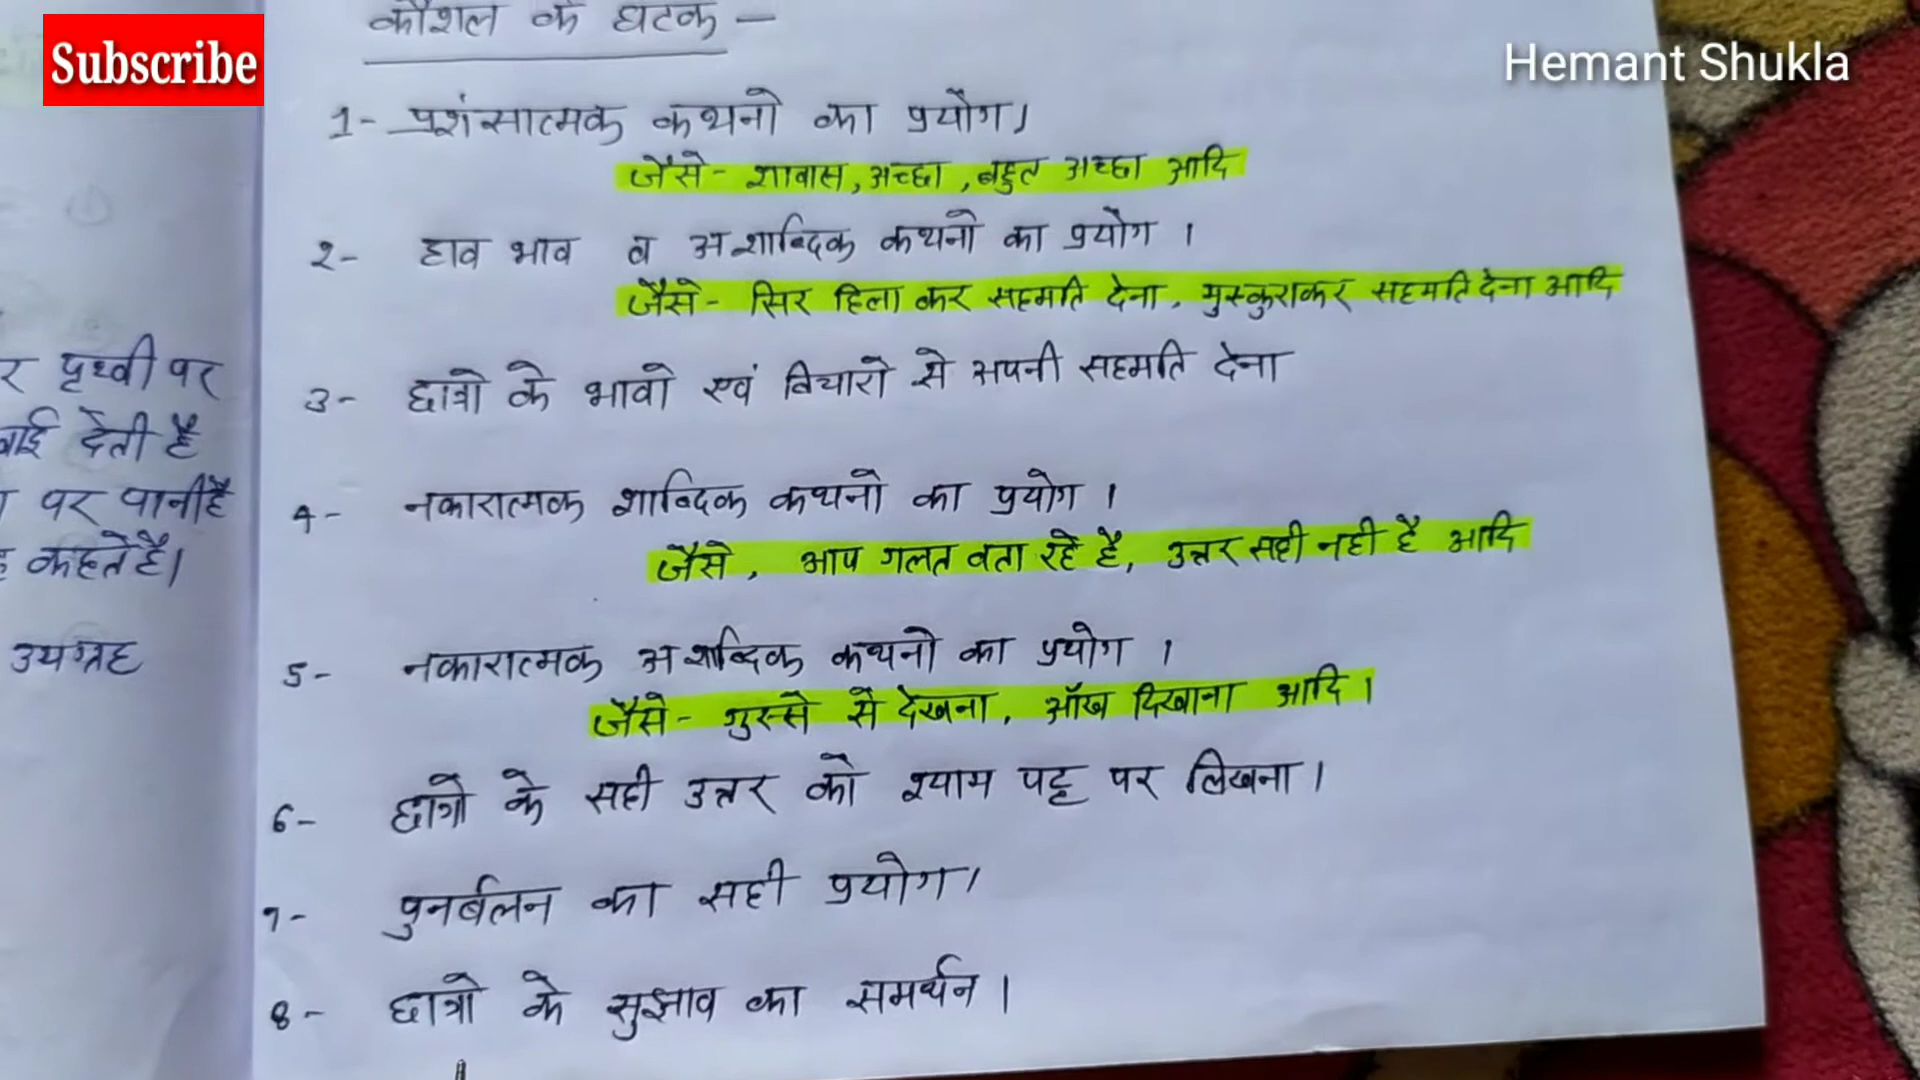 Subscribe
Hemant Shukla
कौशल के घटक -
1- प्रशंसात्मक कथनो का प्रयोग।
जैसे - शावास, अच्छा, बहुत अच्छा आदि
2- हाव भाव व अशाब्दिक कथनो का प्रयोग ।
जैसे - सिर हिला कर सहमति देना, मुस्कुराकर सहमति देना आदि
3- छात्रो के भावो एवं विचारो से अपनी सहमति देना
4- नकारात्मक शाब्दिक कथनो का प्रयोग ।
जैसे, आप गलत बता रहे है, उत्तर सही नही है आदि
5- नकारात्मक अशाब्दिक कथनो का प्रयोग ।
जैसे - गुस्से से देखना, आँख दिखाना आदि ।
6- छात्रो के सही उत्तर को श्याम पट्ट पर लिखना ।
7- पुनर्बलन का सही प्रयोग।
8- छात्रो के सुझाव का समर्थन ।
पृथ्वी पर
देती है
पर पानी है
कहते है।
उपग्रह